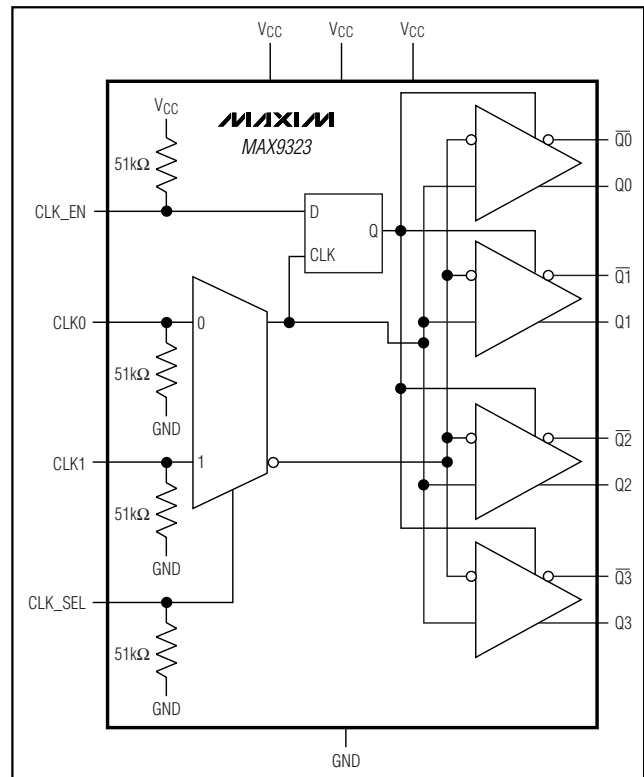 VCC VCC VCC
MAXIM
MAX9323
VCC
51kΩ
CLK_EN
D
Q
CLK
CLK0
0
51kΩ
GND
CLK1
1
51kΩ
GND
CLK_SEL
51kΩ
GND
Q0
Q0
Q1
Q1
Q2
Q2
Q3
Q3
GND